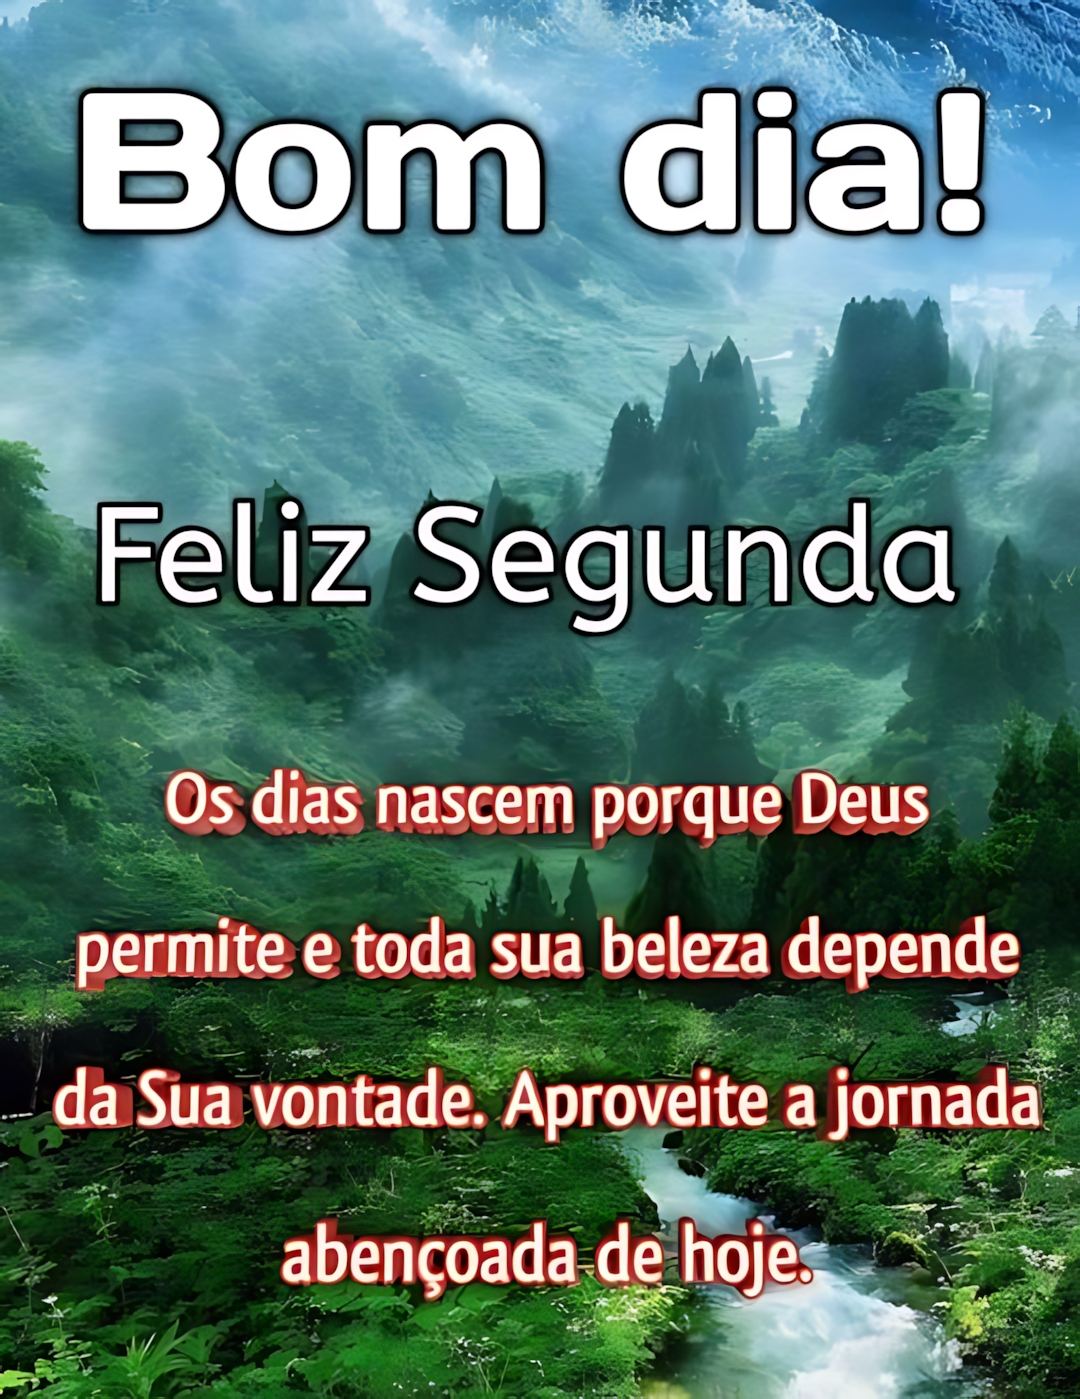 Bom dia!
Feliz Segunda
Os dias nascem porque Deus
permite e toda sua beleza depende
da Sua vontade. Aproveite a jornada
abençoada de hoje.